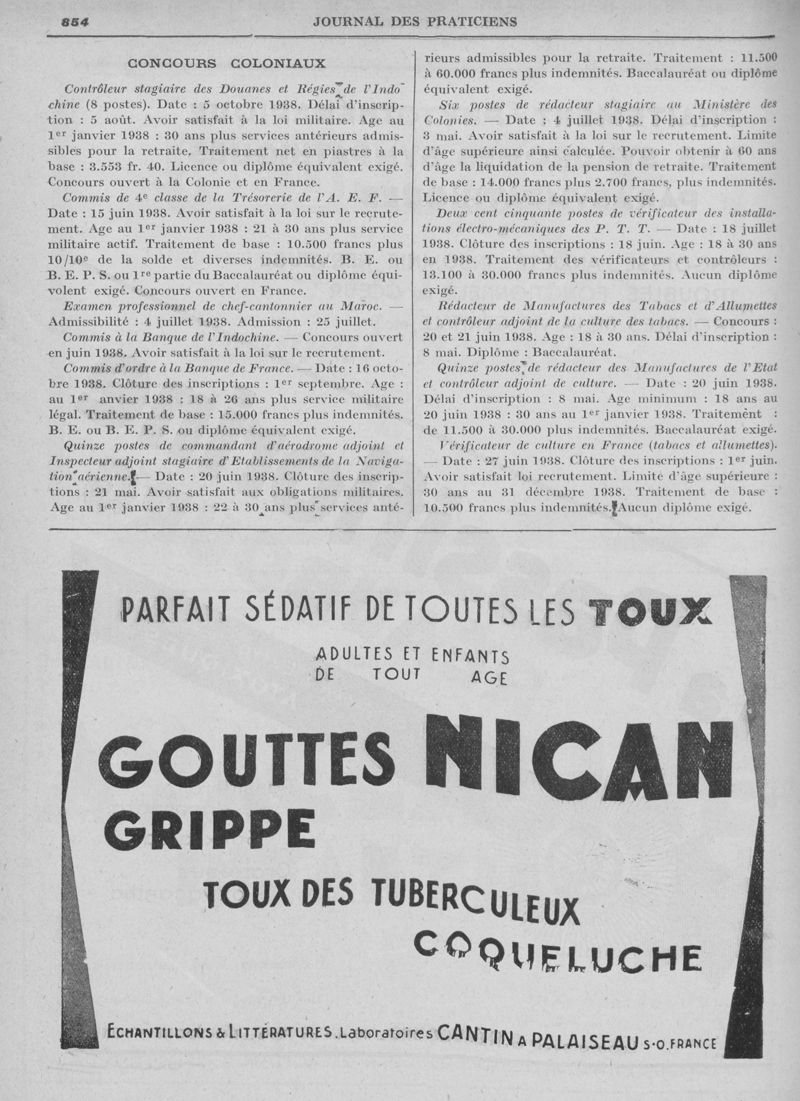 854
JOURNAL DES PRATICIENS
CONCOURS COLONIAUX
Contrôleur stagiaire des Douanes et Régies de l'Indo
chine (8 postes). Date : 5 octobre 1938. Délai d'inscrip-
tion : 5 août. Avoir satisfait à la loi militaire. Age au
1er janvier 1938 : 30 ans plus services antérieurs admis-
sibles pour la retraite. Traitement net en piastres à la
base : 3.553 fr. 40. Licence ou diplôme équivalent exigé.
Concours ouvert à la Colonie et en France.
Commis de 4e classe de la Trésorerie de l'A. E. F. —
Date : 15 juin 1938. Avoir satisfait à la loi sur le recrute-
ment. Age au 1er janvier 1938 : 21 à 30 ans plus service
militaire actif. Traitement de base : 10.500 francs plus
10/10e de la solde et diverses indemnités. B. E. ou
B. E. P. S. ou 1re partie du Baccalauréat ou diplôme équi-
volent exigé. Concours ouvert en France.
Examen professionnel de chef-cantonnier au Maroc. —
Admissibilité : 4 juillet 1938. Admission : 25 juillet.
Commis à la Banque de l'Indochine. — Concours ouvert
en juin 1938. Avoir satisfait à la loi sur le recrutement.
Commis d'ordre à la Banque de France. — Date : 16 octo-
bre 1938. Clôture des inscriptions : 1er septembre. Age :
au 1er anvier 1938 : 18 à 26 ans plus service militaire
légal. Traitement de base : 15.000 francs plus indemnités.
B. E. ou B. E. P. S. ou diplôme équivalent exigé.
Quinze postes de commandant d'aérodrome adjoint et
Inspecteur adjoint stagiaire d'Etablissements de la Naviga-
tion aérienne. — Date : 20 juin 1938. Clôture des inscrip-
tions : 21 mai. Avoir satisfait aux obligations militaires.
Age au 1er janvier 1938 : 22 à 30 ans plus services anté-
rieurs admissibles pour la retraite. Traitement : 11.500
à 60.000 francs plus indemnités. Baccalauréat ou diplôme
équivalent exigé.
Six postes de rédacteur stagiaire au Ministère des
Colonies. — Date : 4 juillet 1938. Délai d'inscription :
3 mai. Avoir satisfait à la loi sur le recrutement. Limite
d'âge supérieure ainsi calculée. Pouvoir obtenir à 60 ans
d'âge la liquidation de la pension de retraite. Traitement
de base : 14.000 francs plus 2.700 francs, plus indemnités.
Licence ou diplôme équivalent exigé.
Deux cent cinquante postes de vérificateur des installa-
tions électro-mécaniques des P. T. T. — Date : 18 juillet
1938. Clôture des inscriptions : 18 juin. Age : 18 à 30 ans
en 1938. Traitement des vérificateurs et contrôleurs :
13.100 à 30.000 francs plus indemnités. Aucun diplôme
exigé.
Rédacteur de Manufactures des Tabacs et d'Allumettes
et contrôleur adjoint de la culture des tabacs. — Concours :
20 et 21 juin 1938. Age : 18 à 30 ans. Délai d'inscription :
8 mai. Diplôme : Baccalauréat.
Quinze postes de rédacteur des Manufactures de l'Etat
et contrôleur adjoint de culture. — Date : 20 juin 1938.
Délai d'inscription : 8 mai. Age minimum : 18 ans au
20 juin 1938 : 30 ans au 1er janvier 1938. Traitement :
de 11.500 à 30.000 plus indemnités. Baccalauréat exigé.
Vérificateur de culture en France (tabacs et allumettes).
— Date : 27 juin 1938. Clôture des inscriptions : 1er juin.
Avoir satisfait loi recrutement. Limite d'âge supérieure :
30 ans au 31 décembre 1938. Traitement de base :
10.500 francs plus indemnités. Aucun diplôme exigé.
PARFAIT SÉDATIF DE TOUTES LES TOUX
ADULTES ET ENFANTS
DE TOUT AGE
GOUTTES NICAN
GRIPPE
TOUX DES TUBERCULEUX
COQUELUCHE
ECHANTILLONS & LITTÉRATURES. Laboratoires CANTIN A PALAISEAU S.-O. FRANCE